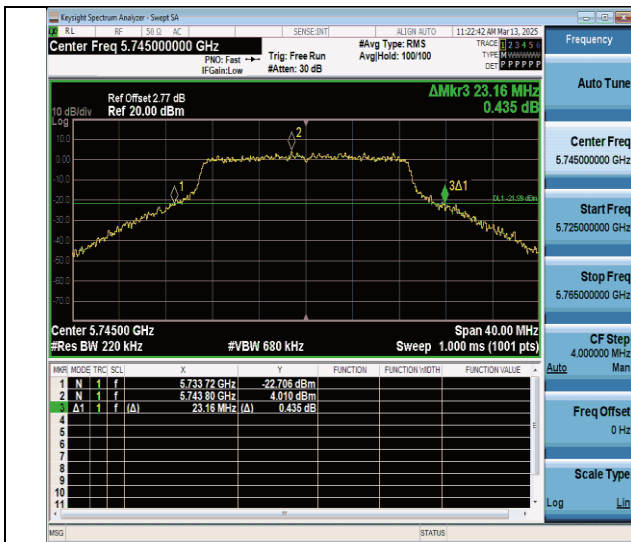 Keysight Spectrum Analyzer - Swept SA
RL RF 50 Ω AC SENSE:INT ALIGN AUTO 11:22:42 AM Mar 13, 2025
Center Freq 5.745000000 GHz
PNO: Fast
IFGain:Low
Trig: Free Run
#Atten: 30 dB
#Avg Type: RMS
Avg|Hold: 100/100
TRACE 1 2 3 4 5 6
TYPE M WWWWW
DET P P P P P P
Frequency
Ref Offset 2.77 dB
10 dB/div Ref 20.00 dBm
Log
ΔMkr3 23.16 MHz
0.435 dB
10.0
0.00
-10.0
-20.0
-30.0
-40.0
-50.0
-60.0
-70.0
1
2
3Δ1
DL1 -21.99 dBm
Center 5.74500 GHz Span 40.00 MHz
#Res BW 220 kHz #VBW 680 kHz Sweep 1.000 ms (1001 pts)
MKR MODE TRC SCL X Y FUNCTION FUNCTION WIDTH FUNCTION VALUE
1 N 1 f 5.733 72 GHz -22.706 dBm
2 N 1 f 5.743 80 GHz 4.010 dBm
3 Δ1 1 f (Δ) 23.16 MHz (Δ) 0.435 dB
4
5
6
7
8
9
10
11
MSG STATUS
Auto Tune
Center Freq
5.745000000 GHz
Start Freq
5.725000000 GHz
Stop Freq
5.765000000 GHz
CF Step
4.000000 MHz
Auto Man
Freq Offset
0 Hz
Scale Type
Log Lin